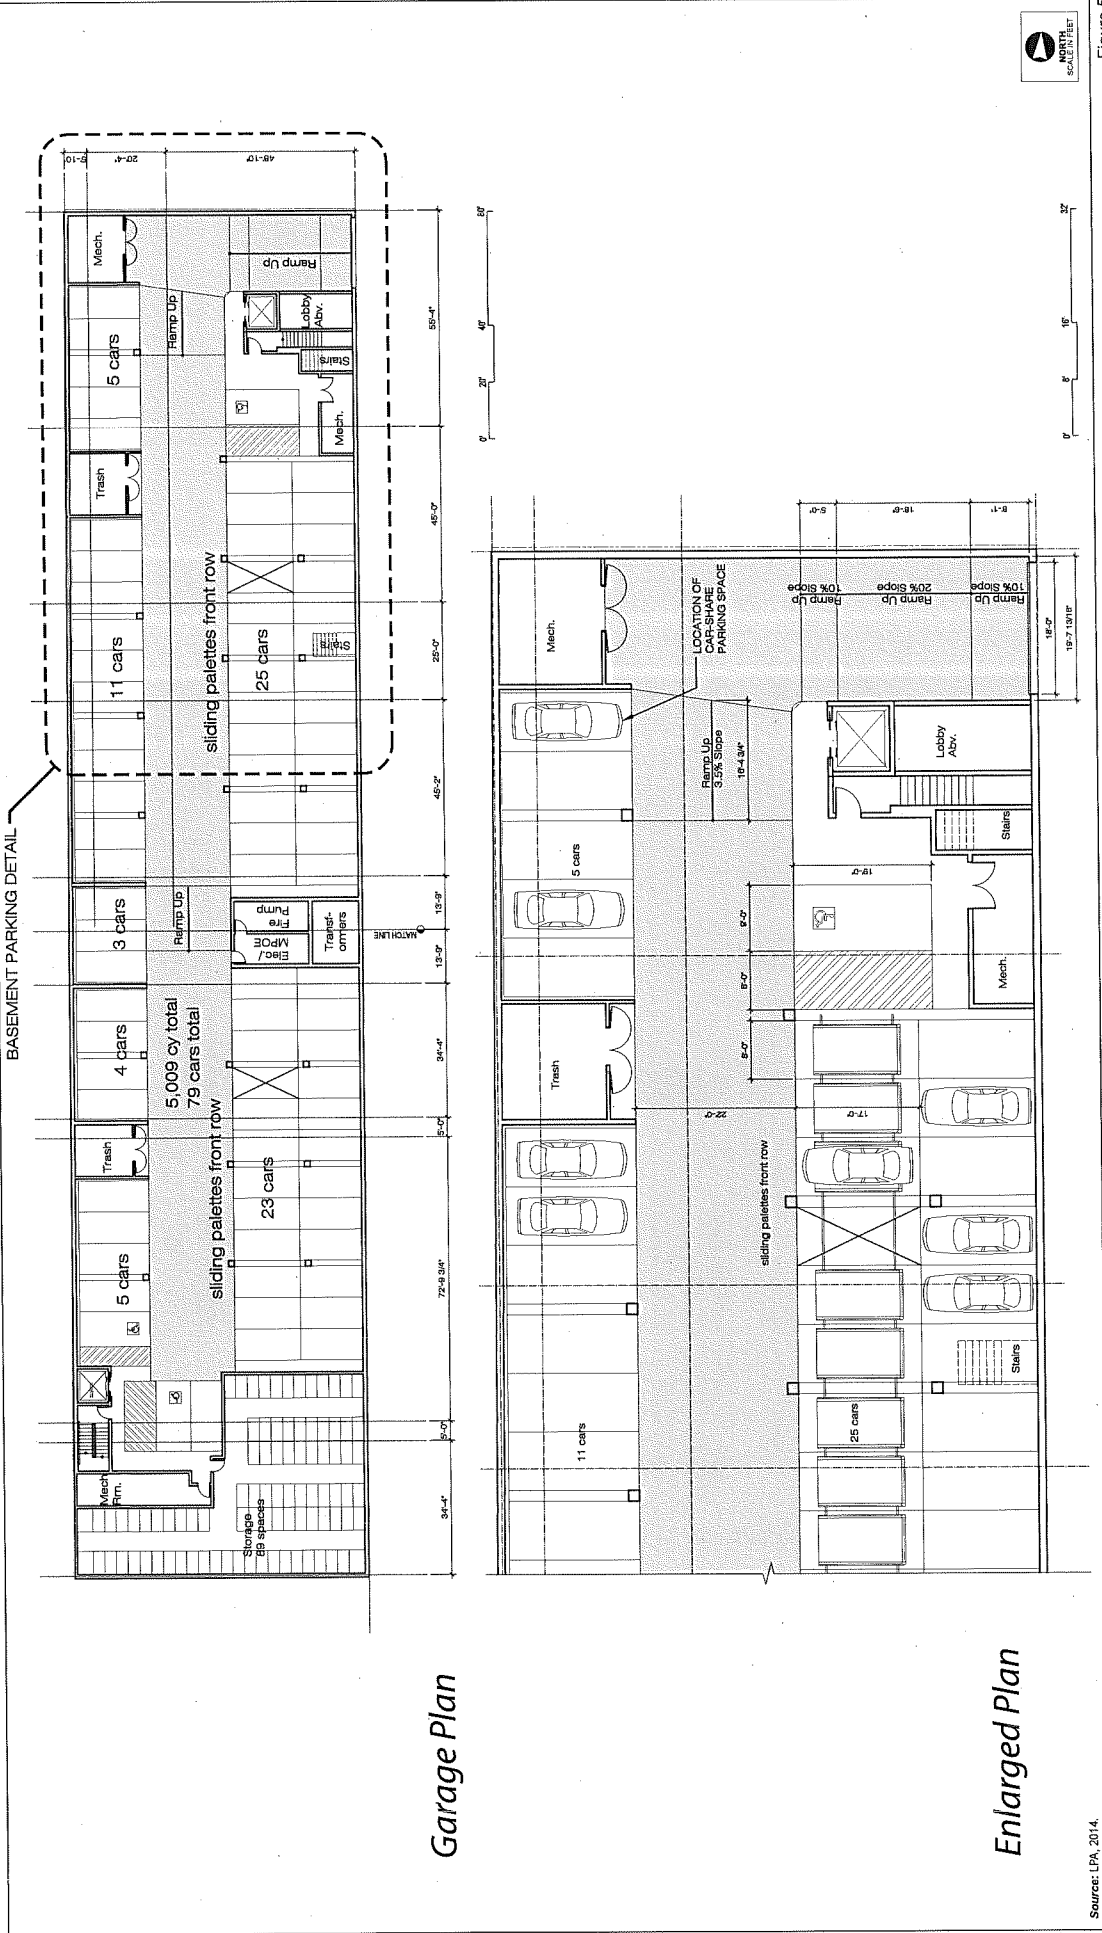 BASEMENT PARKING DETAIL
Mech.
5 cars
Trash
11 cars
3 cars
4 cars
Trash
5 cars
Mech
Rm.
Ramp Up
Ramp Up
Ramp Up
sliding palettes front row
25 cars
Stairs
Lobby
Abv.
Stairs
Mech.
Fire
Pump
Elec./
MPOE
Transf-
ormers
MATCH LINE
5,009 cy total
79 cars total
sliding palettes front row
23 cars
Storage
89 spaces
5'-10"
20'-4"
48'-10"
34'-4"
5'-0"
72'-9 3/4"
5'-0"
34'-4"
13'-9"
13'-9"
45'-2"
25'-0"
45'-0"
55'-4"
Garage Plan
0'
20'
40'
80'
Mech.
5 cars
Trash
11 cars
LOCATION OF
CAR-SHARE
PARKING SPACE
Ramp Up
3.5% Slope
16'-4 3/4"
sliding palettes front row
25 cars
Stairs
22'-0"
17'-0"
8'-0"
8'-0"
9'-0"
19'-0"
Mech.
Stairs
Lobby
Abv.
Ramp Up
10% Slope
Ramp Up
20% Slope
Ramp Up
10% Slope
5'-0"
18'-6"
8'-1"
18'-0"
19'-7 13/16"
Enlarged Plan
0'
8'
16'
32'
NORTH
SCALE IN FEET
Source: LPA, 2014.